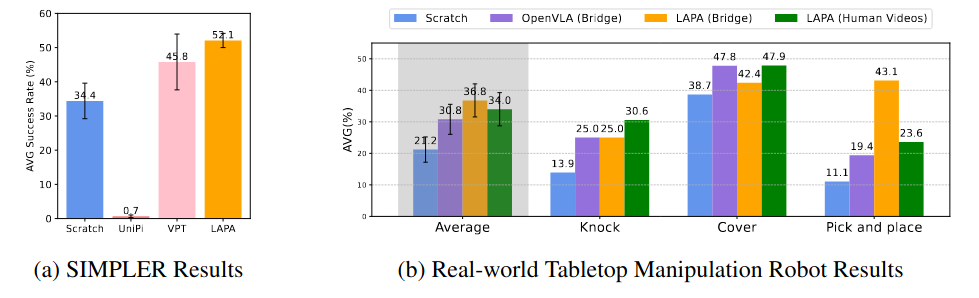 60
50
40
30
20
10
0
AVG Success Rate (%)
34.4
0.7
45.8
52.1
Scratch UniPi VPT LAPA
(a) SIMPLER Results
Scratch OpenVLA (Bridge) LAPA (Bridge) LAPA (Human Videos)
50
40
30
20
10
0
AVG(%)
21.2 30.8 36.8 34.0
13.9 25.0 25.0 30.6
38.7 47.8 42.4 47.9
11.1 19.4 43.1 23.6
Average Knock Cover Pick and place
(b) Real-world Tabletop Manipulation Robot Results